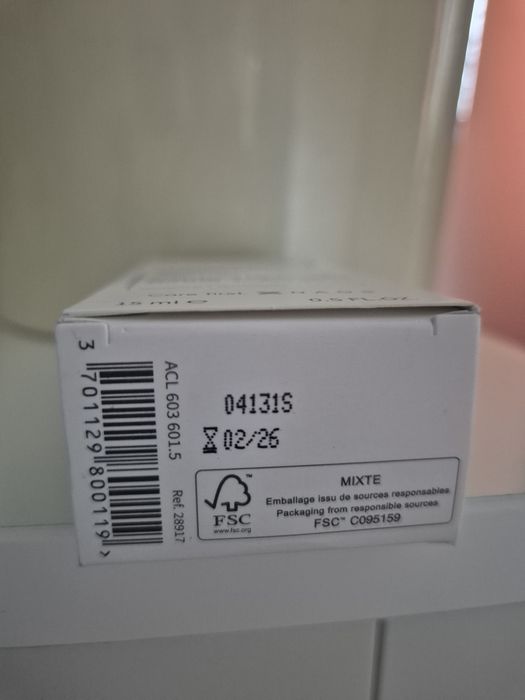 15 ml e
0.5 FL.OZ
3 701129 800119 >
ACL 603 601.5
Ref. 28917
04131S
02/26
FSC™
www.fsc.org
MIXTE
Emballage issu de sources responsables
Packaging from responsible sources
FSC™ C095159